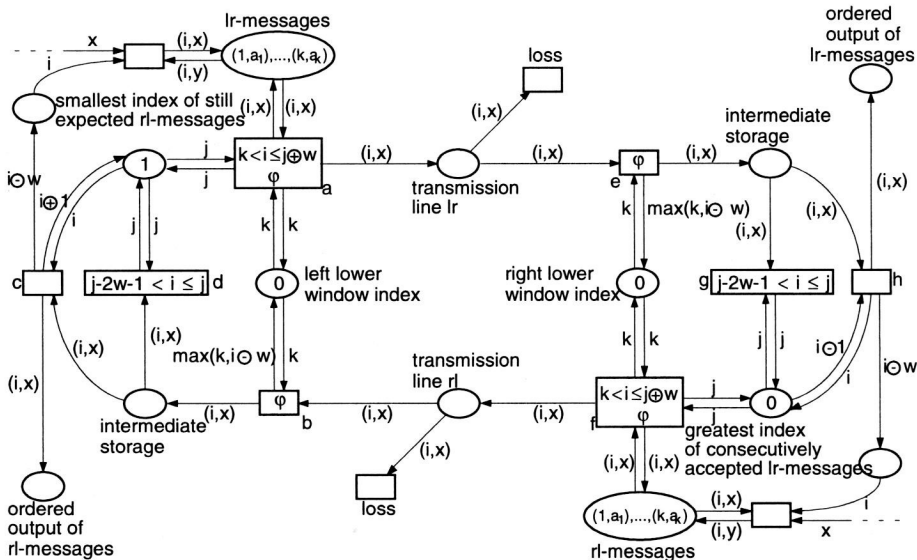 lr-messages
ordered
output of
lr-messages
x
(i,x)
(1,a₁),...,(k,aₖ)
(i,y)
i
loss
smallest index of still
expected rl-messages
(i,x)
(i,x)
(i,x)
intermediate
storage
1
j
j
k<i≤j⊕w
φ
a
(i,x)
(i,x)
φ
e
(i,x)
transmission
line lr
i⊖w
i⊕1
i
j
j
k
k
k
max(k,i⊖w)
(i,x)
(i,x)
(i,x)
c
j-2w-1 < i ≤ j
d
0
left lower
window index
right lower
window index
0
g
j-2w-1 < i ≤ j
h
(i,x)
(i,x)
(i,x)
max(k,i⊖w)
k
transmission
line rl
k
k
j
j
i⊖1
i
i⊖w
intermediate
storage
(i,x)
φ
b
(i,x)
(i,x)
f
k<i≤j⊕w
φ
j
j
0
greatest index
of consecutively
accepted lr-messages
(i,x)
loss
(i,x)
(i,x)
ordered
output of
rl-messages
(1,a₁),...,(k,aₖ)
(i,x)
(i,y)
i
x
rl-messages